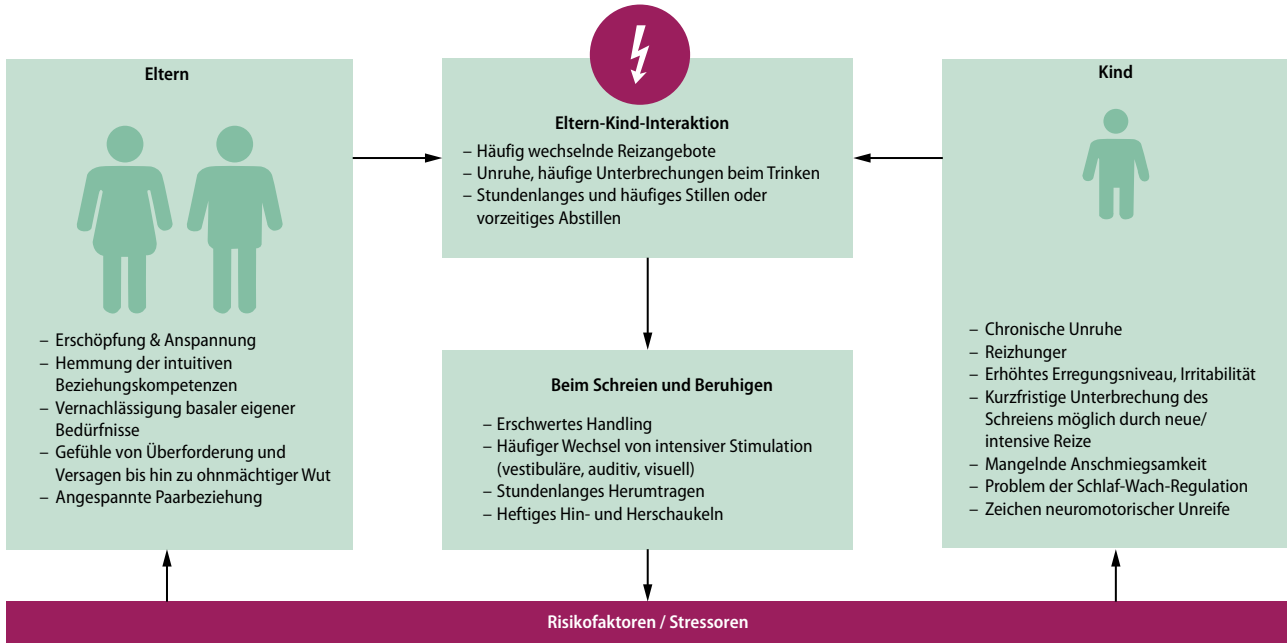 Eltern
– Erschöpfung & Anspannung
– Hemmung der intuitiven
Beziehungskompetenzen
– Vernachlässigung basaler eigener
Bedürfnisse
– Gefühle von Überforderung und
Versagen bis hin zu ohnmächtiger Wut
– Angespannte Paarbeziehung
Eltern-Kind-Interaktion
– Häufig wechselnde Reizangebote
– Unruhe, häufige Unterbrechungen beim Trinken
– Stundenlanges und häufiges Stillen oder
vorzeitiges Abstillen
Beim Schreien und Beruhigen
– Erschwertes Handling
– Häufiger Wechsel von intensiver Stimulation
(vestibuläre, auditiv, visuell)
– Stundenlanges Herumtragen
– Heftiges Hin- und Herschaukeln
Kind
– Chronische Unruhe
– Reizhunger
– Erhöhtes Erregungsniveau, Irritabilität
– Kurzfristige Unterbrechung des
Schreiens möglich durch neue/
intensive Reize
– Mangelnde Anschmiegsamkeit
– Problem der Schlaf-Wach-Regulation
– Zeichen neuromotorischer Unreife
Risikofaktoren / Stressoren